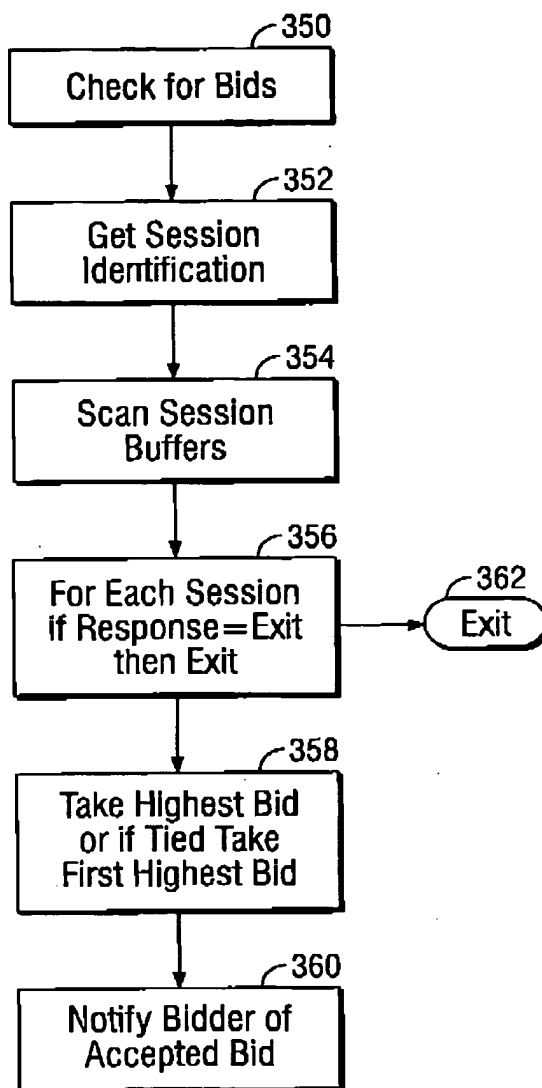 350
Check for Bids
352
Get Session
Identification
354
Scan Session
Buffers
356
For Each Session
if Response=Exit
then Exit
362
Exit
358
Take Highest Bid
or if Tied Take
First Highest Bid
360
Notify Bidder of
Accepted Bid